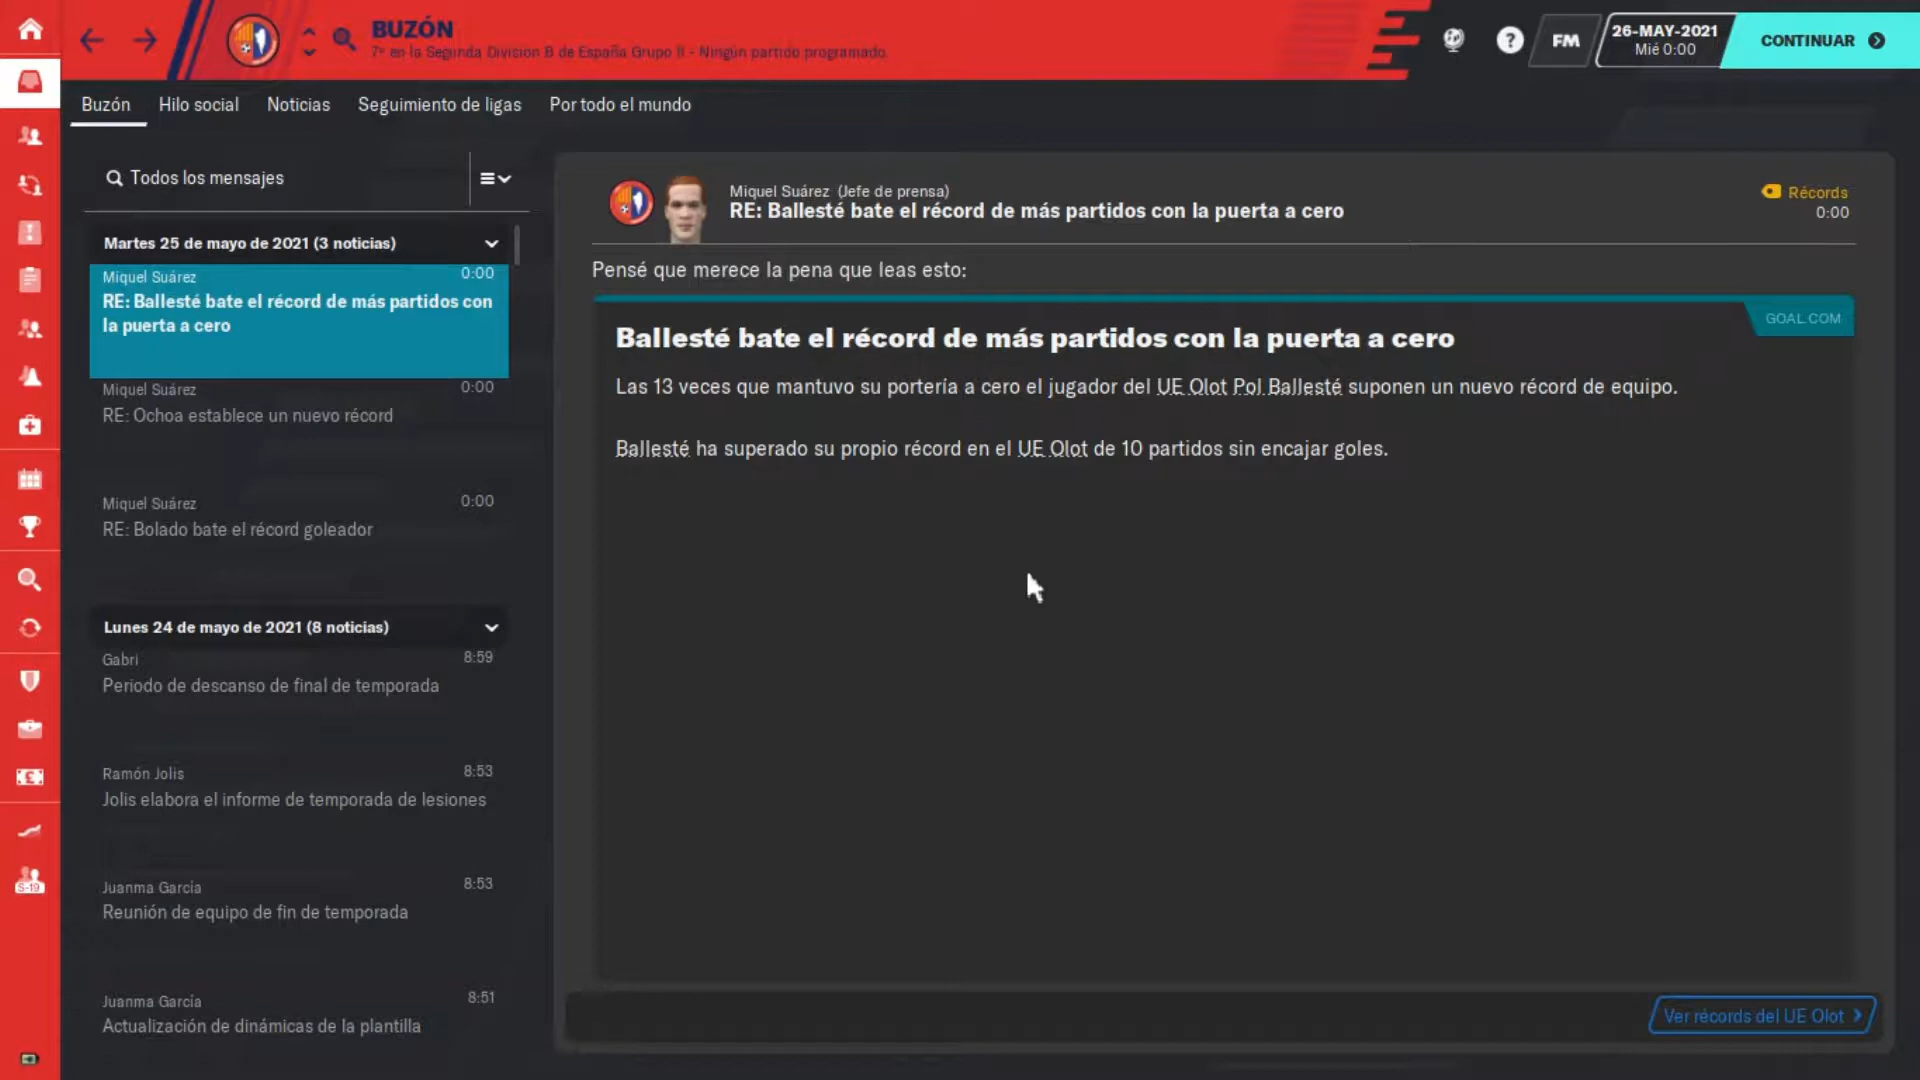 BUZÓN
7º en la Segunda Division B de España Grupo II - Ningún partido programado
FM
26-MAY-2021
Mié 0:00
CONTINUAR
Buzón
Hilo social
Noticias
Seguimiento de ligas
Por todo el mundo
Todos los mensajes
Martes 25 de mayo de 2021 (3 noticias)
Miquel Suárez
0:00
RE: Ballesté bate el récord de más partidos con
la puerta a cero
Miquel Suárez
0:00
RE: Ochoa establece un nuevo récord
Miquel Suárez
0:00
RE: Bolado bate el récord goleador
Lunes 24 de mayo de 2021 (8 noticias)
Gabri
8:59
Periodo de descanso de final de temporada
Ramón Jolis
8:53
Jolis elabora el informe de temporada de lesiones
Juanma García
8:53
Reunión de equipo de fin de temporada
Juanma García
8:51
Actualización de dinámicas de la plantilla
S-19
Miquel Suárez (Jefe de prensa)
RE: Ballesté bate el récord de más partidos con la puerta a cero
Récords
0:00
Pensé que merece la pena que leas esto:
GOAL.COM
Ballesté bate el récord de más partidos con la puerta a cero
Las 13 veces que mantuvo su portería a cero el jugador del UE Olot Pol Ballesté suponen un nuevo récord de equipo.
Ballesté ha superado su propio récord en el UE Olot de 10 partidos sin encajar goles.
Ver récords del UE Olot